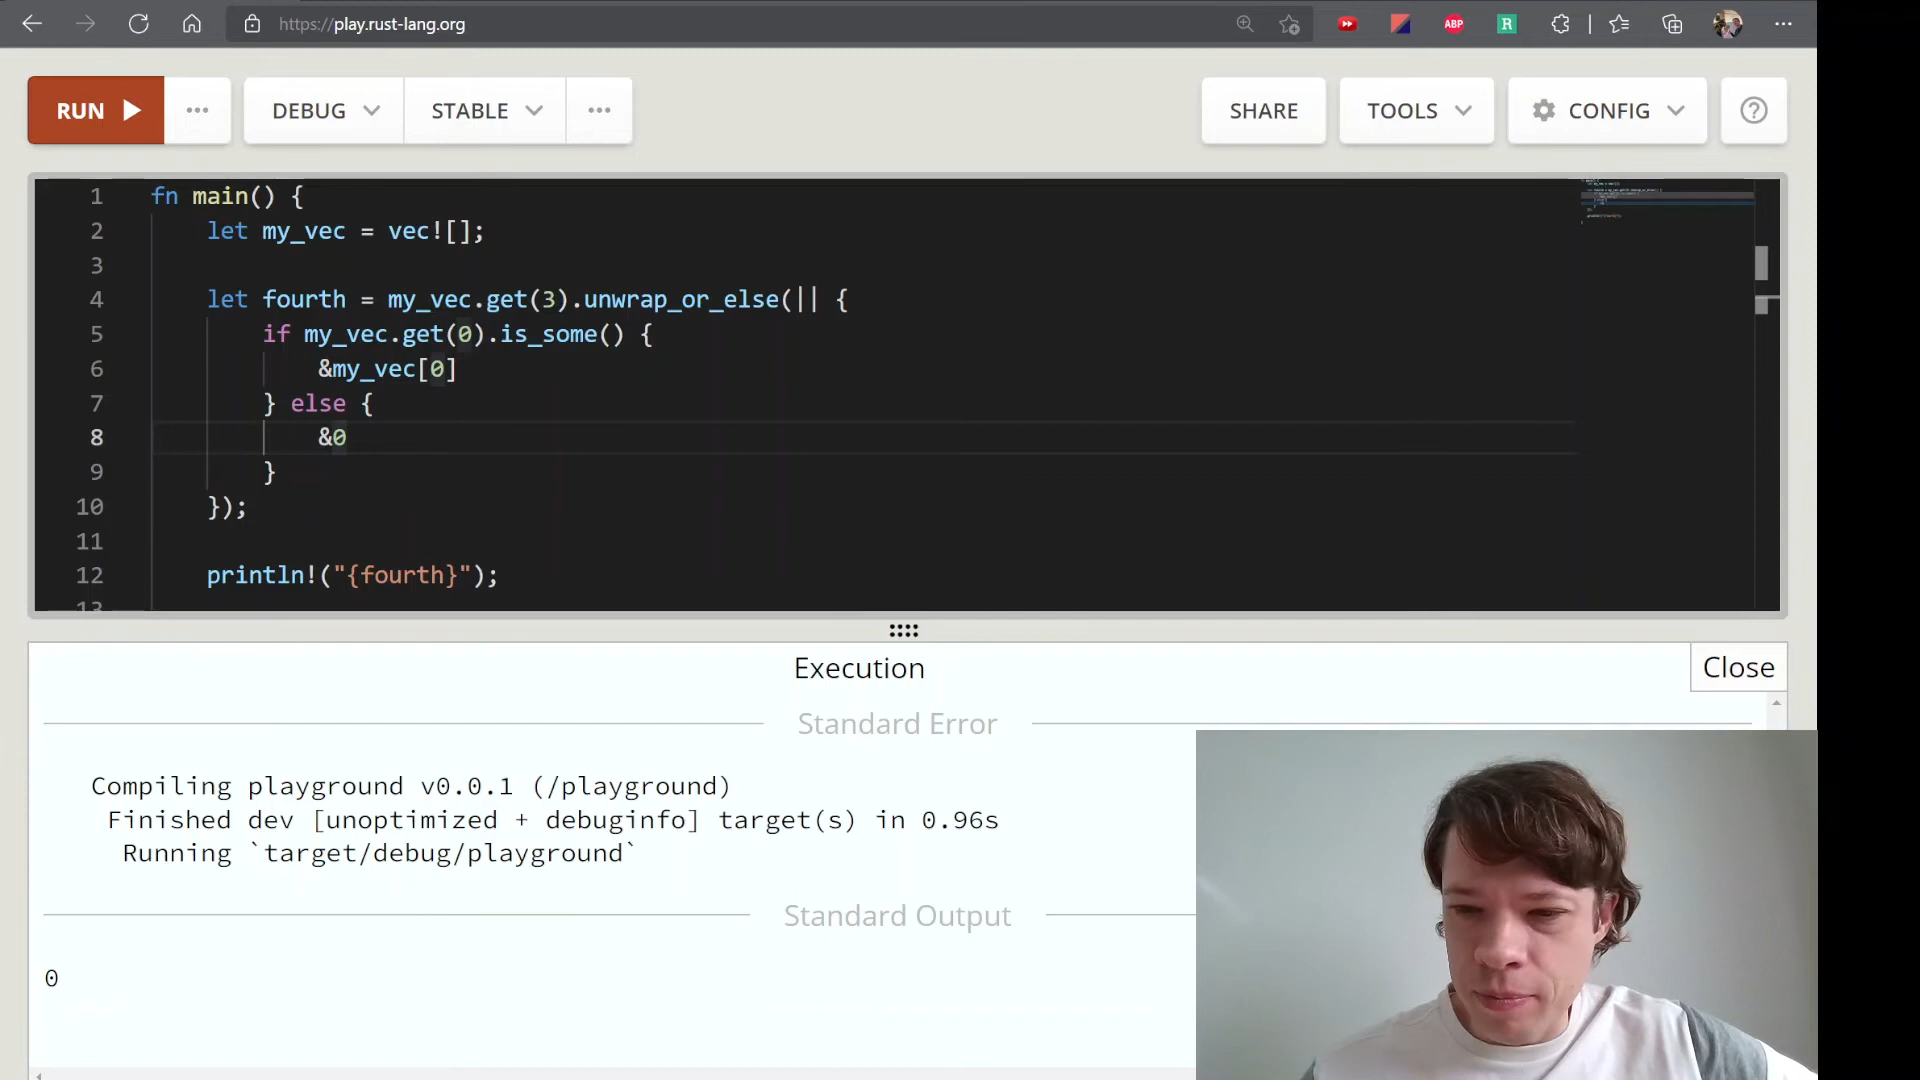 https://play.rust-lang.org
ABP
R
RUN
DEBUG
STABLE
SHARE
TOOLS
CONFIG
1 fn main() {
2 let my_vec = vec![];
3
4 let fourth = my_vec.get(3).unwrap_or_else(|| {
5 if my_vec.get(0).is_some() {
6 &my_vec[0]
7 } else {
8 &0
9 }
10 });
11
12 println!("{fourth}");
13
Execution
Close
Standard Error
Compiling playground v0.0.1 (/playground)
Finished dev [unoptimized + debuginfo] target(s) in 0.96s
Running `target/debug/playground`
Standard Output
0